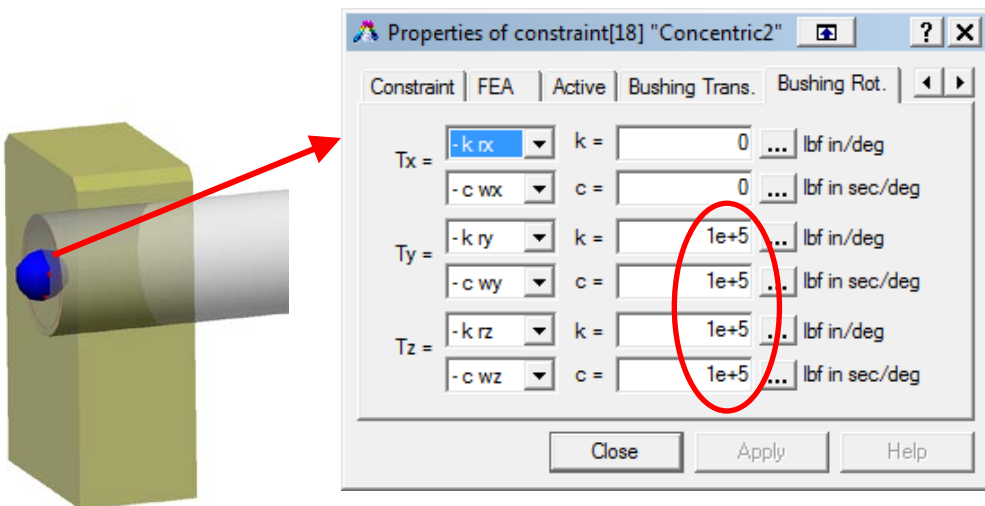 Properties of constraint[18] "Concentric2" ? X
Constraint FEA Active Bushing Trans. Bushing Rot.
Tx = - k rx k = 0 ... lbf in/deg
- c wx c = 0 ... lbf in sec/deg
Ty = - k ry k = 1e+5 ... lbf in/deg
- c wy c = 1e+5 ... lbf in sec/deg
Tz = - k rz k = 1e+5 ... lbf in/deg
- c wz c = 1e+5 ... lbf in sec/deg
Close Apply Help